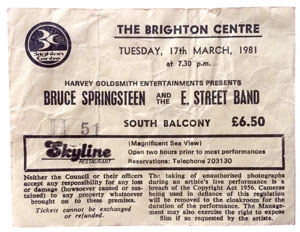 Brighton
Centre
THE BRIGHTON CENTRE
TUESDAY, 17th MARCH, 1981
at 7.30 p.m.
HARVEY GOLDSMITH ENTERTAINMENTS PRESENTS
BRUCE SPRINGSTEEN AND THE E. STREET BAND
SOUTH BALCONY £6.50
51
Skyline
RESTAURANT
(Magnificent Sea View)
Open two hours prior to most performances
Reservations: Telephone 203130
Neither the Council or their officers
accept any responsibility for any loss
or damage (howsoever caused or sus-
tained) to any property whatsoever
brought on to these premises.
Tickets cannot be exchanged
or refunded.
The taking of unauthorised photographs
during an artiste's live performance is a
breach of the Copyright Act 1956. Cameras
being used in defiance of this regulation
will be removed to the cloakrooms for the
duration of the performance. The Manage-
ment may also exercise the right to expose
film if so requested by the artiste.